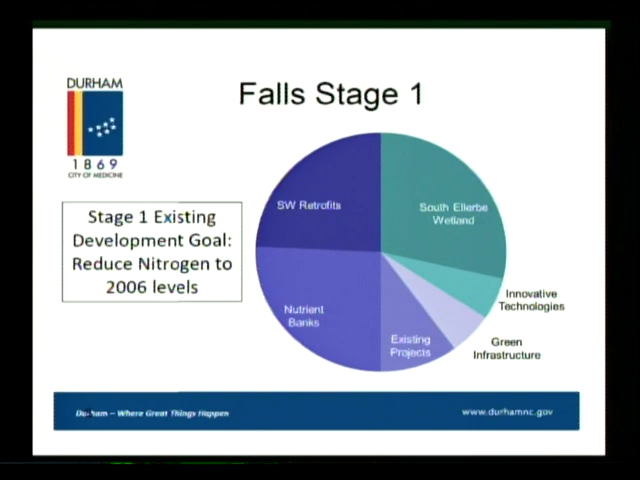 DURHAM
1869
CITY OF MEDICINE
Falls Stage 1
Stage 1 Existing
Development Goal:
Reduce Nitrogen to
2006 levels
SW Retrofits
South Ellerbe
Wetland
Innovative
Technologies
Green
Infrastructure
Existing
Projects
Nutrient
Banks
Durham – Where Great Things Happen
www.durhamnc.gov